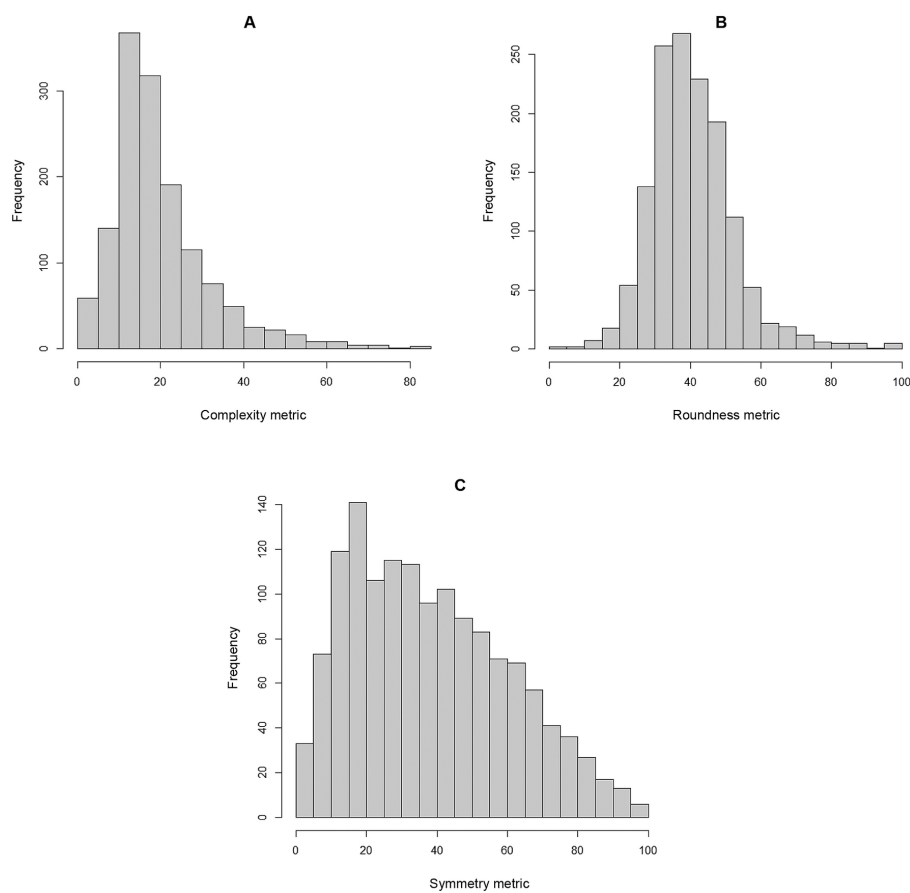 A
Frequency
0 100 200 300
0 20 40 60 80
Complexity metric
B
Frequency
0 50 100 150 200 250
0 20 40 60 80 100
Roundness metric
C
Frequency
0 20 40 60 80 100 120 140
0 20 40 60 80 100
Symmetry metric